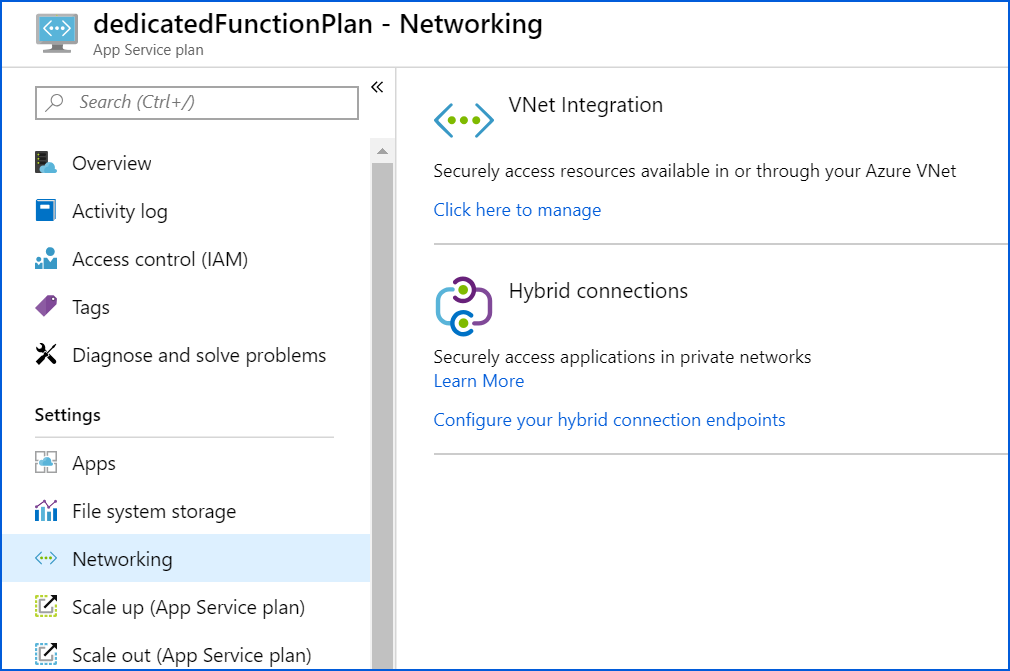 dedicatedFunctionPlan - Networking
App Service plan
Search (Ctrl+/)
Overview
Activity log
Access control (IAM)
Tags
Diagnose and solve problems
Settings
Apps
File system storage
Networking
Scale up (App Service plan)
Scale out (App Service plan)
VNet Integration
Securely access resources available in or through your Azure VNet
Click here to manage
Hybrid connections
Securely access applications in private networks
Learn More
Configure your hybrid connection endpoints